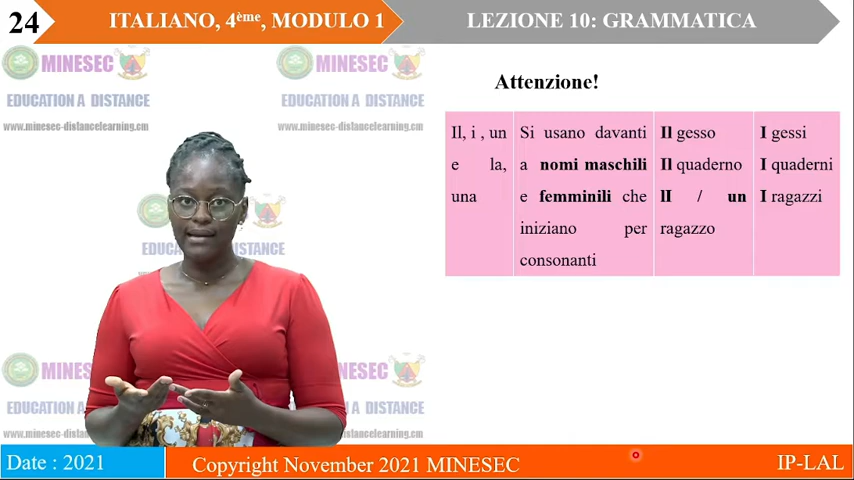 24
ITALIANO, 4ème, MODULO 1
LEZIONE 10: GRAMMATICA
MINESEC
EDUCATION A DISTANCE
www.minesec-distancelearning.cm
MINESEC
EDUCATION A DISTANCE
www.minesec-distancelearning.cm
Attenzione!
Il, i , un
e la,
una
Si usano davanti
a nomi maschili
e femminili che
iniziano per
consonanti
Il gesso
Il quaderno
lI / un
ragazzo
I gessi
I quaderni
I ragazzi
EDUC
DISTANCE
MINESEC
EDUCATION A
www.minesec-distan
NESEC
A DISTANCE
distancelearning.cm
Date : 2021
Copyright November 2021 MINESEC
IP-LAL